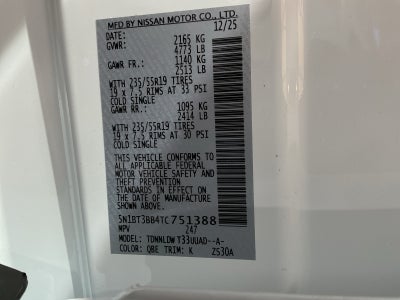 MFD BY NISSAN MOTOR CO., LTD.
DATE: 12/25
GVWR: 2165 KG
4773 LB
GAWR FR.: 1140 KG
2513 LB
WITH 235/55R19 TIRES
19 x 7.5 RIMS AT 33 PSI
COLD SINGLE
GAWR RR.: 1095 KG
2414 LB
WITH 235/55R19 TIRES
19 x 7.5 RIMS AT 30 PSI
COLD SINGLE
THIS VEHICLE CONFORMS TO
ALL APPLICABLE FEDERAL
MOTOR VEHICLE SAFETY AND
THEFT PREVENTION
STANDARDS IN EFFECT ON
THE DATE OF MANUFACTURE
SHOWN ABOVE.
5N1BT3BB4TC751388
MPV 247
MODEL: TDNNLDW T33UUAD--A-
COLOR: QBE TRIM: K ZS30A